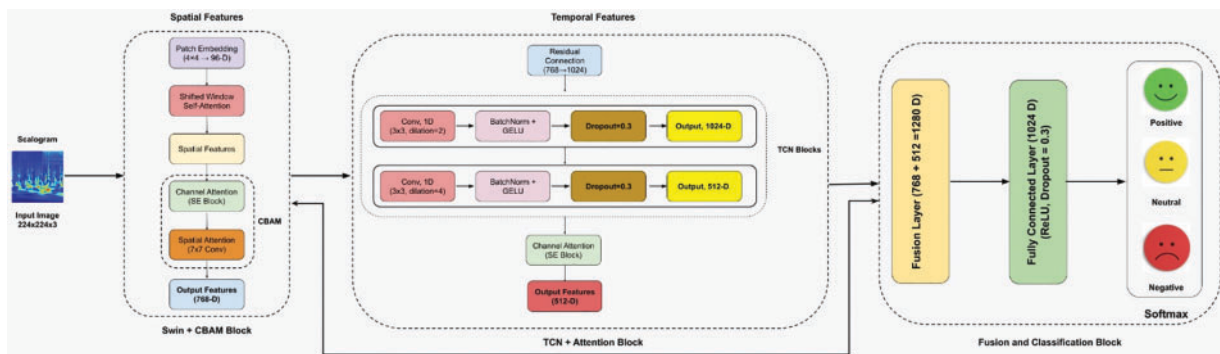 Spatial Features
Temporal Features
Scalogram
Input Image
224x224x3
Patch Embedding
(4×4 → 96-D)
Shifted Window
Self-Attention
Spatial Features
Channel Attention
(SE Block)
CBAM
Spatial Attention
(7x7 Conv)
Output Features
(768-D)
Swin + CBAM Block
Residual
Connection
(768→1024)
Conv, 1D
(3x3, dilation=2)
BatchNorm +
GELU
Dropout=0.3
Output, 1024-D
TCN Blocks
Conv, 1D
(3x3, dilation=4)
BatchNorm +
GELU
Dropout=0.3
Output, 512-D
Channel Attention
(SE Block)
Output Features
(512-D)
TCN + Attention Block
Fusion Layer (768 + 512 =1280 D)
Fully Connected Layer (1024 D)
(ReLU, Dropout = 0.3)
Positive
Neutral
Negative
Softmax
Fusion and Classification Block